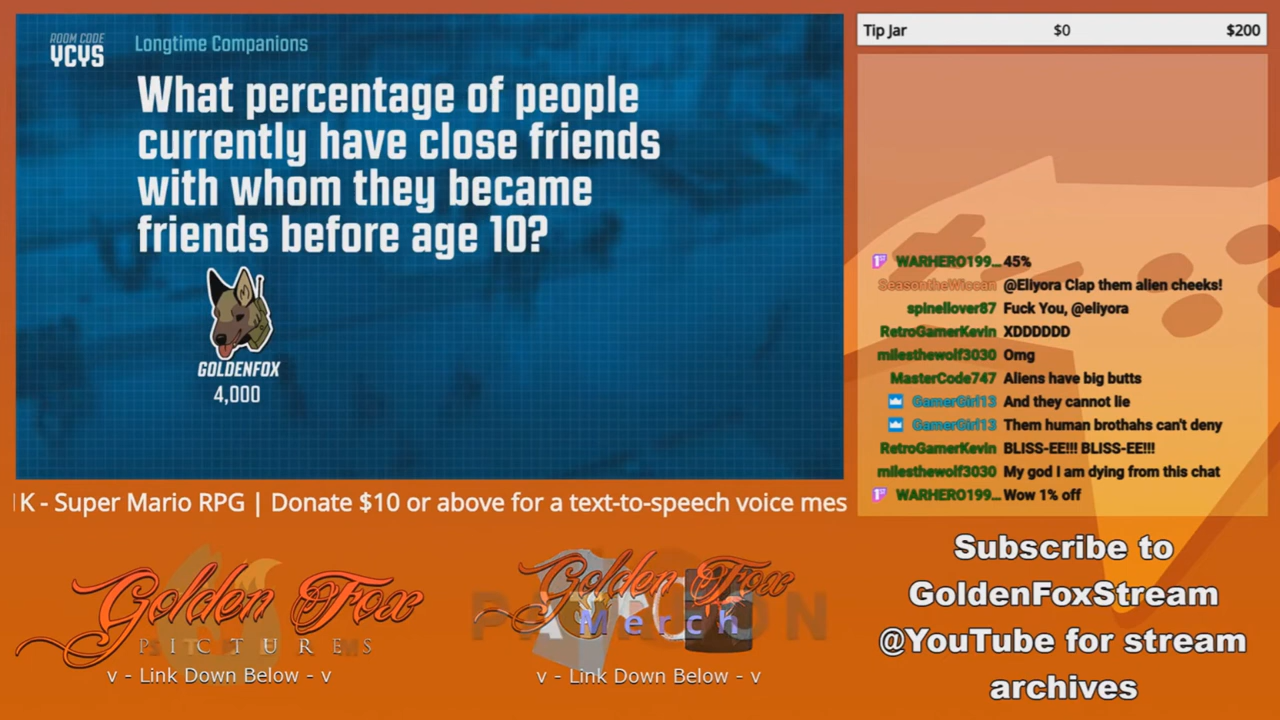 ROOM CODE
YCYS
Longtime Companions
What percentage of people
currently have close friends
with whom they became
friends before age 10?
GOLDENFOX
4,000
Tip Jar $0 $200
WARHERO199... 45%
SeasontheWiccan @Eliyora Clap them alien cheeks!
spinellover87 Fuck You, @eliyora
RetroGamerKevin XDDDDDD
milesthewolf3030 Omg
MasterCode747 Aliens have big butts
GamerGirl13 And they cannot lie
GamerGirl13 Them human brothahs can't deny
RetroGamerKevin BLISS-EE!!! BLISS-EE!!!
milesthewolf3030 My god I am dying from this chat
WARHERO199... Wow 1% off
K - Super Mario RPG | Donate $10 or above for a text-to-speech voice mes
Golden Fox
PICTURES
v - Link Down Below - v
Golden Fox
Merch
PATREON
v - Link Down Below - v
Subscribe to
GoldenFoxStream
@YouTube for stream
archives